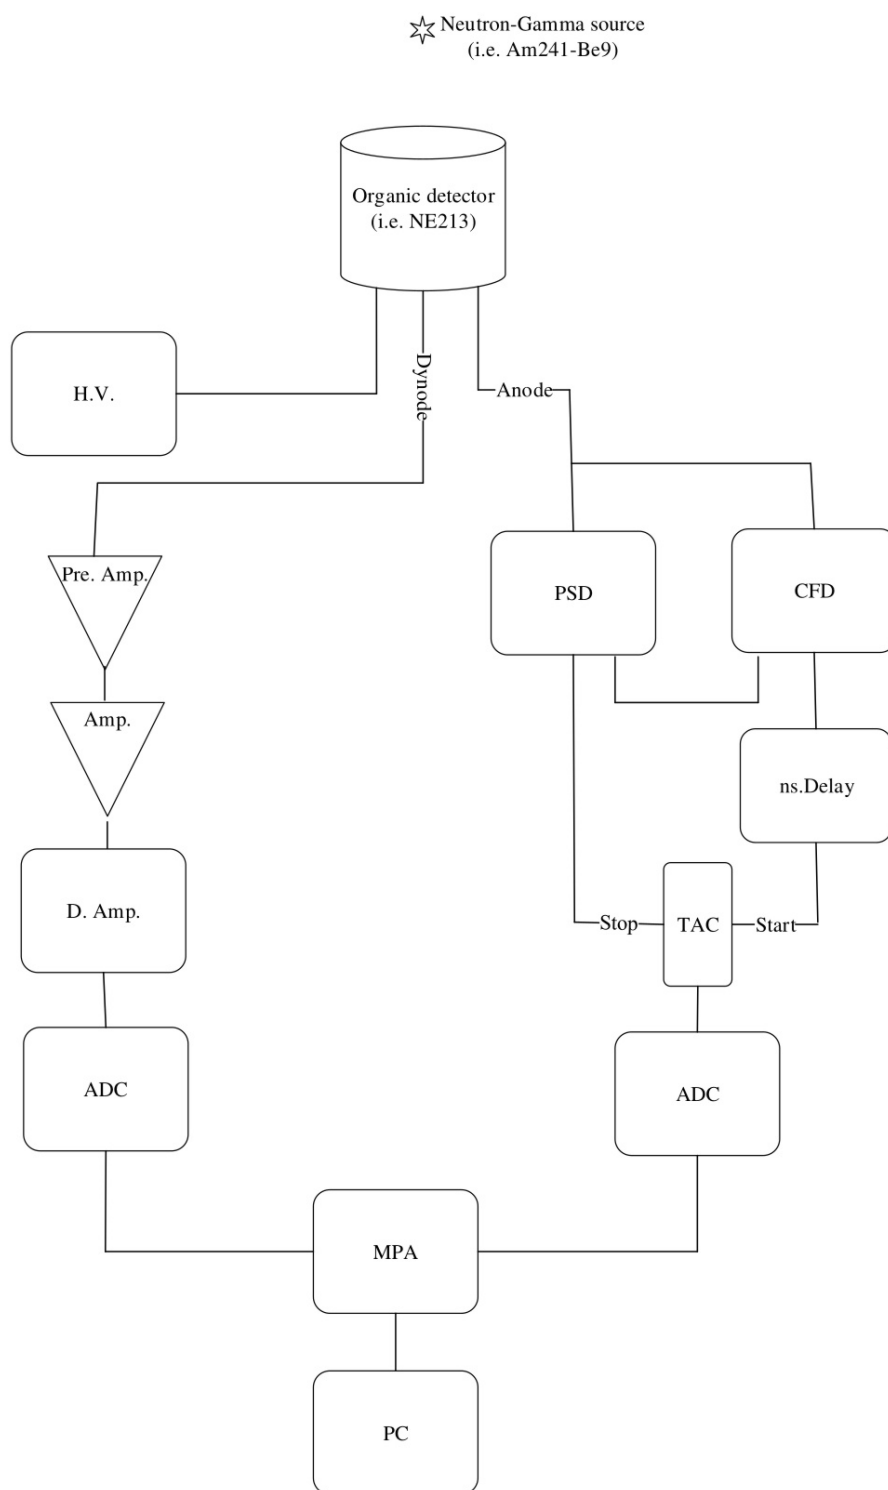 Neutron-Gamma source
(i.e. Am241-Be9)
Organic detector
(i.e. NE213)
H.V.
Dynode
Anode
Pre. Amp.
PSD
CFD
Amp.
ns.Delay
D. Amp.
Stop
TAC
Start
ADC
ADC
MPA
PC